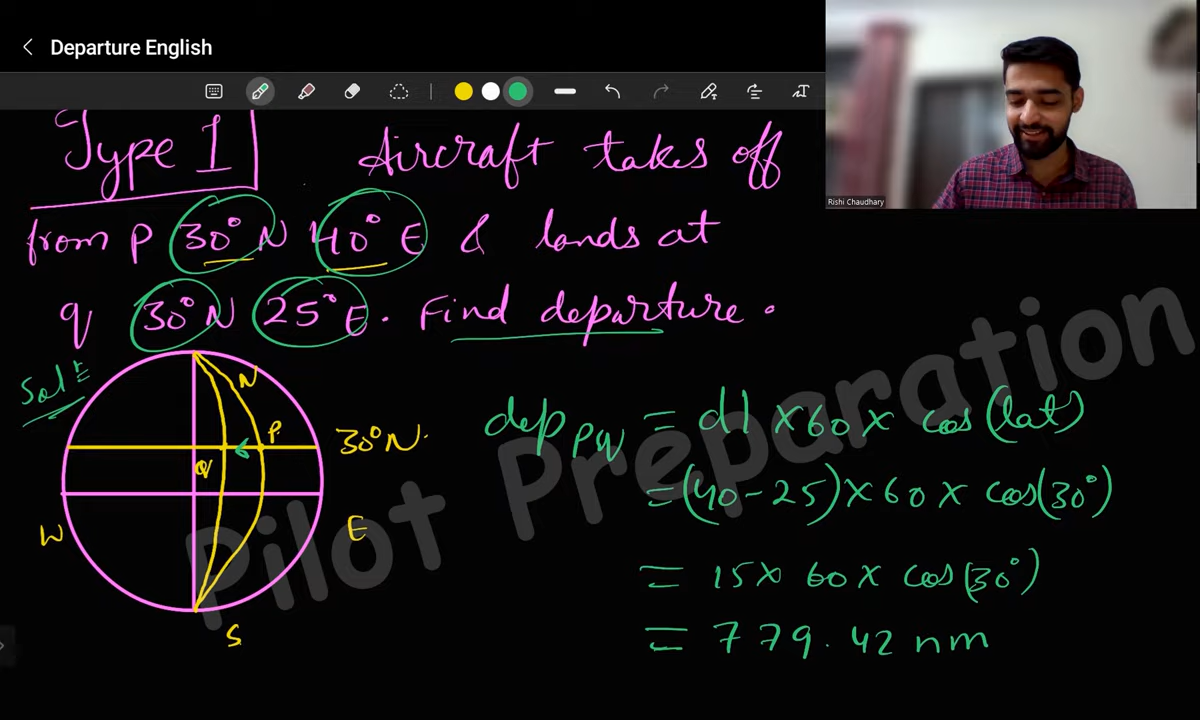 Departure English
Rishi Chaudhary
Type 1 Aircraft takes off
from P 30° N 40° E & lands at
q 30° N 25° E. Find departure.
Sol
N
P
30°N.
Q
W
E
S
dep PQ = dl × 60 × cos(lat)
= (40-25) × 60 × cos(30°)
= 15 × 60 × cos(30°)
= 779.42 nm
Pilot Preparation